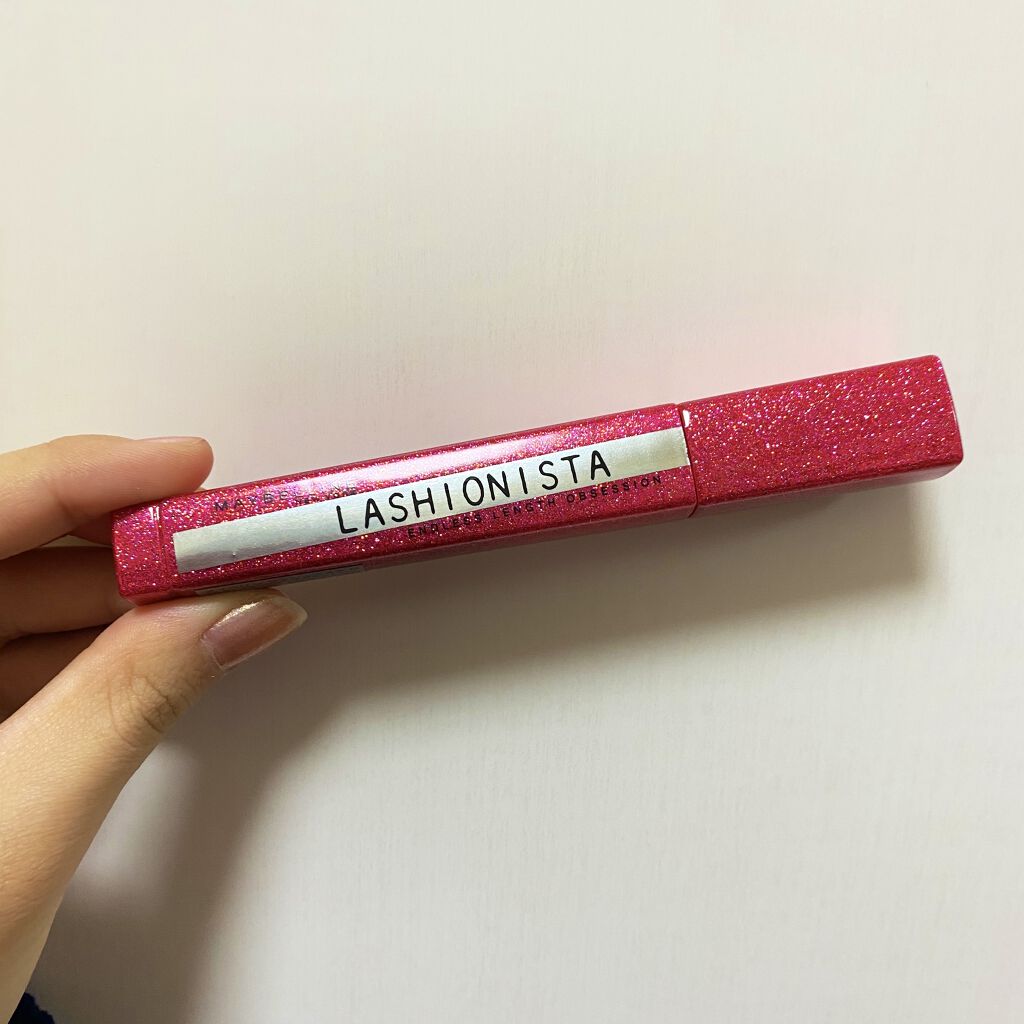 MAYBELLINE
LASHIONISTA
ENDLESS LENGTH OBSESSION